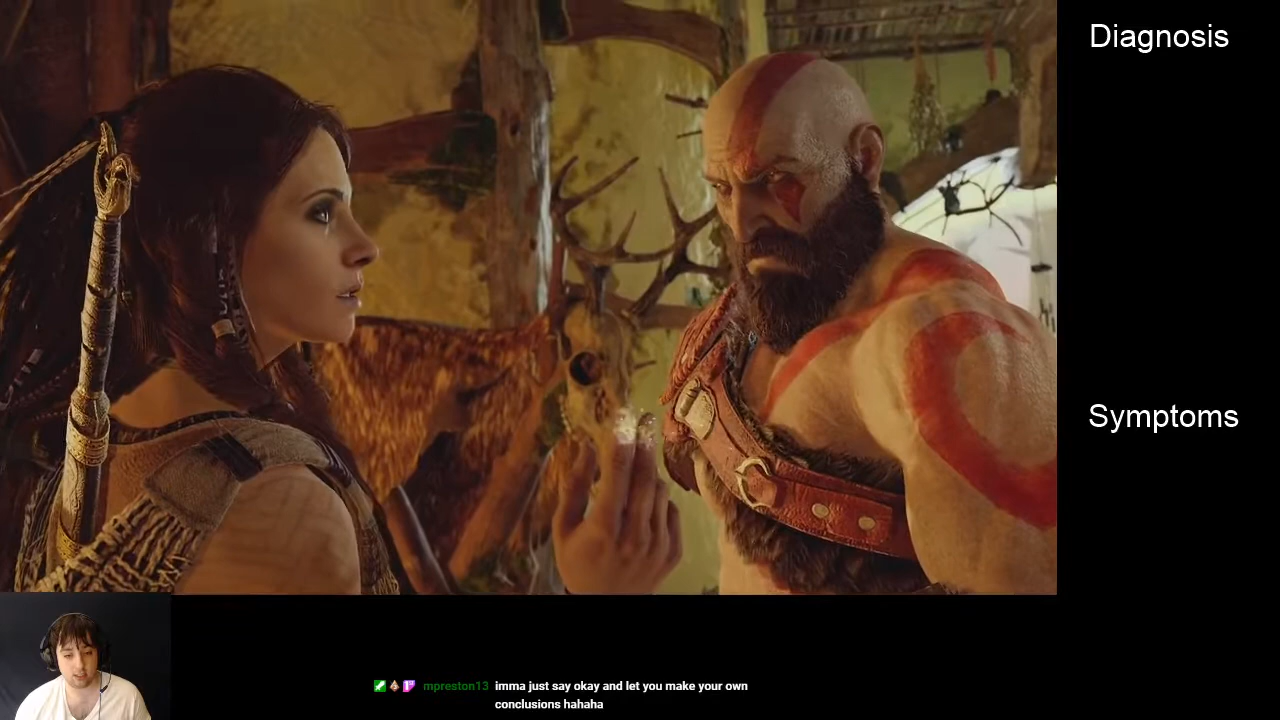 Diagnosis
Symptoms
mpreston13 imma just say okay and let you make your own
conclusions hahaha